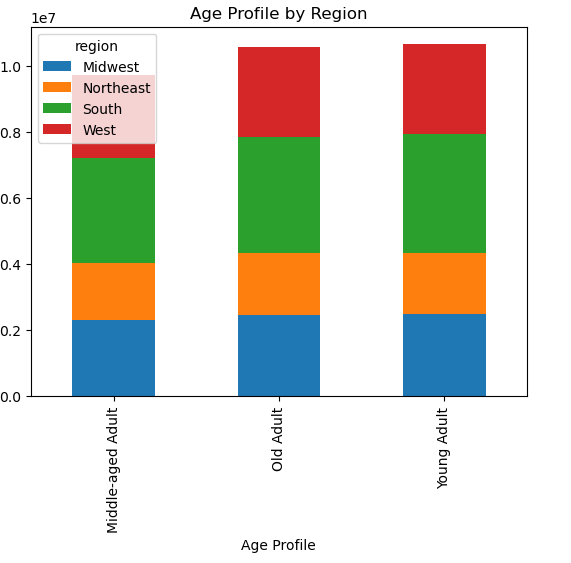 Age Profile by Region
1e7
region
Midwest
Northeast
South
West
1.0
0.8
0.6
0.4
0.2
0.0
Middle-aged Adult
Old Adult
Young Adult
Age Profile